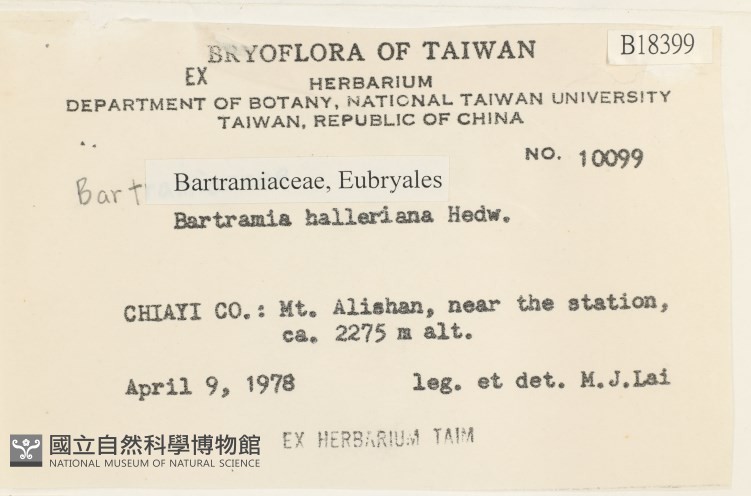 BRYOFLORA OF TAIWAN
B18399
EX
HERBARIUM
DEPARTMENT OF BOTANY, NATIONAL TAIWAN UNIVERSITY
TAIWAN, REPUBLIC OF CHINA
NO. 10099
Bartramiaceae, Eubryales
Bartramia halleriana Hedw.
CHIAYI CO.: Mt. Alishan, near the station,
ca. 2275 m alt.
April 9, 1978 leg. et det. M.J.Lai
EX HERBARIUM TAIM
國立自然科學博物館
NATIONAL MUSEUM OF NATURAL SCIENCE